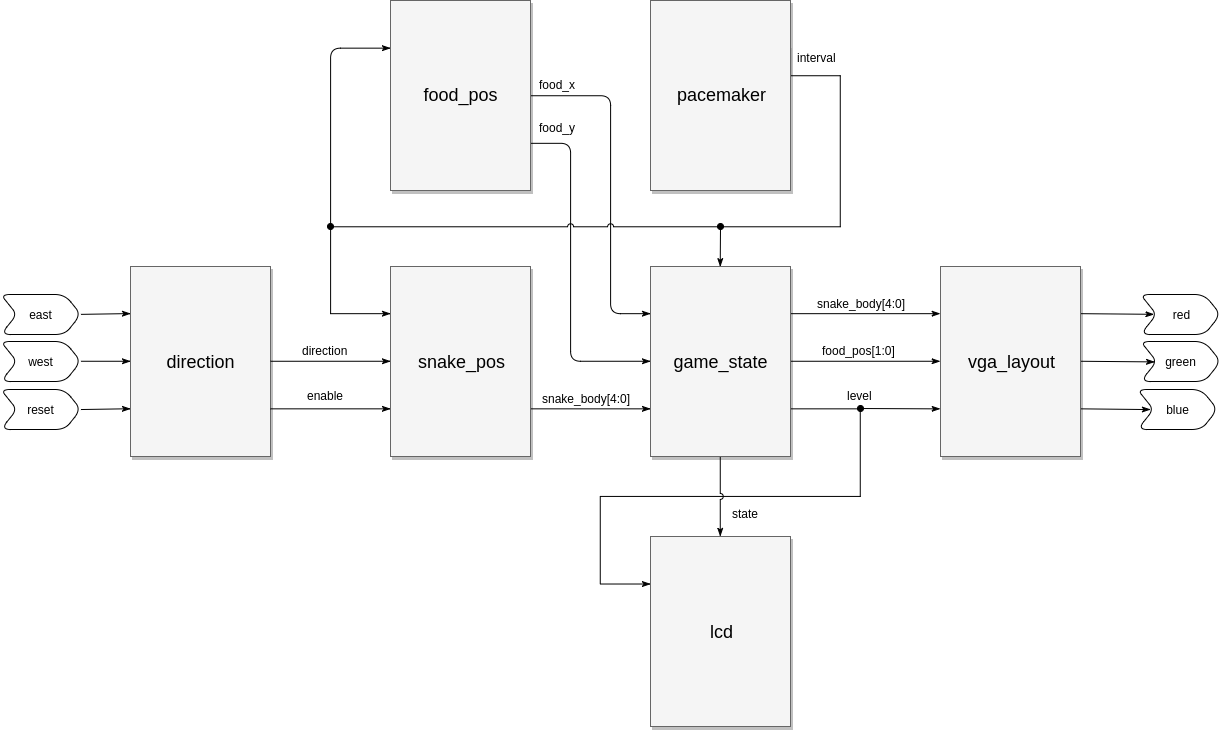 interval
food_x
food_pos
pacemaker
food_y
snake_body[4:0]
east
red
direction
food_pos[1:0]
west
direction
snake_pos
game_state
vga_layout
green
enable
snake_body[4:0]
level
reset
blue
state
lcd